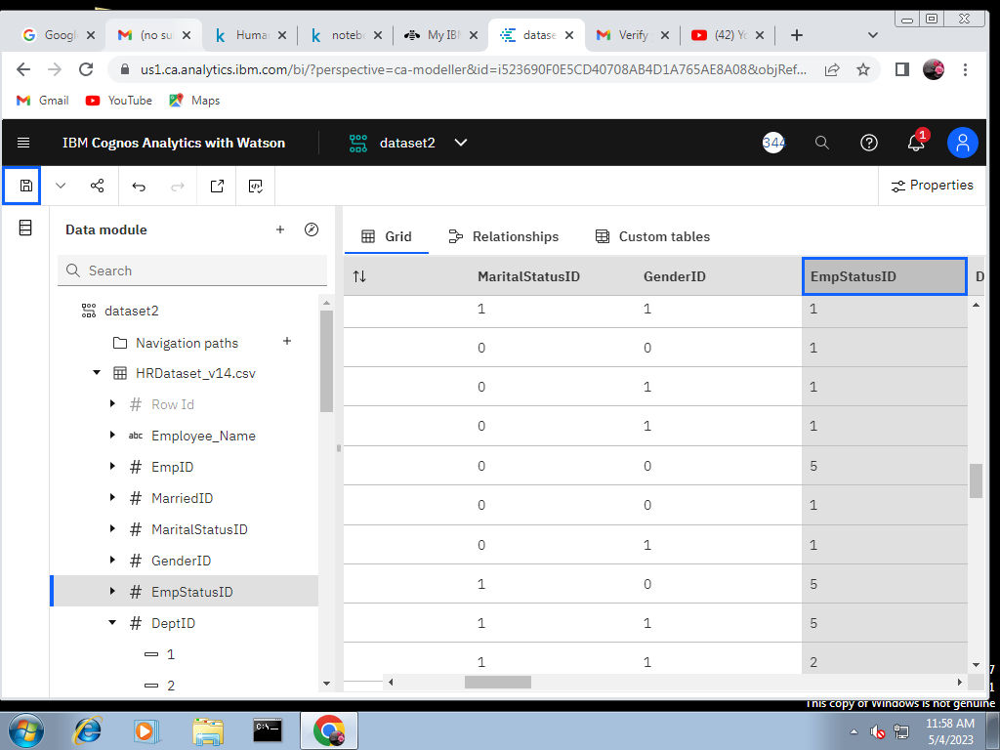 Google
(no su
Huma
noteb
My IB
datase
Verify
(42) Y
us1.ca.analytics.ibm.com/bi/?perspective=ca-modeller&id=i523690F0E5CD40708AB4D1A765AE8A08&objRef...
Gmail
YouTube
Maps
IBM Cognos Analytics with Watson
dataset2
344
1
Properties
Data module
Search
dataset2
Navigation paths
HRDataset_v14.csv
# Row Id
abc Employee_Name
# EmpID
# MarriedID
# MaritalStatusID
# GenderID
# EmpStatusID
# DeptID
1
2
Grid
Relationships
Custom tables
MaritalStatusID GenderID EmpStatusID D
1 1 1
0 0 1
0 1 1
0 1 1
0 0 5
0 0 1
0 1 1
1 0 5
1 1 5
1 1 2
7
1
This copy of Windows is not genuine
C:\
11:58 AM
5/4/2023